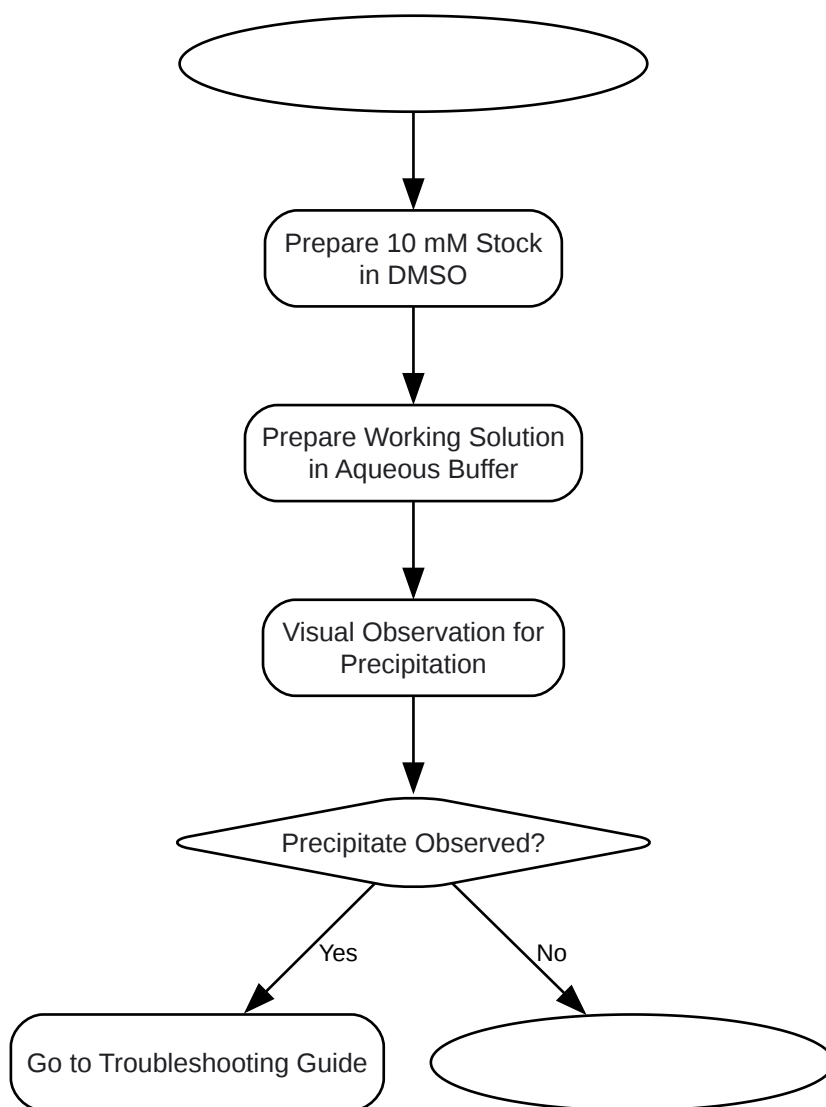 Prepare 10 mM Stock
in DMSO
Prepare Working Solution
in Aqueous Buffer
Visual Observation for
Precipitation
Precipitate Observed?
Yes
No
Go to Troubleshooting Guide